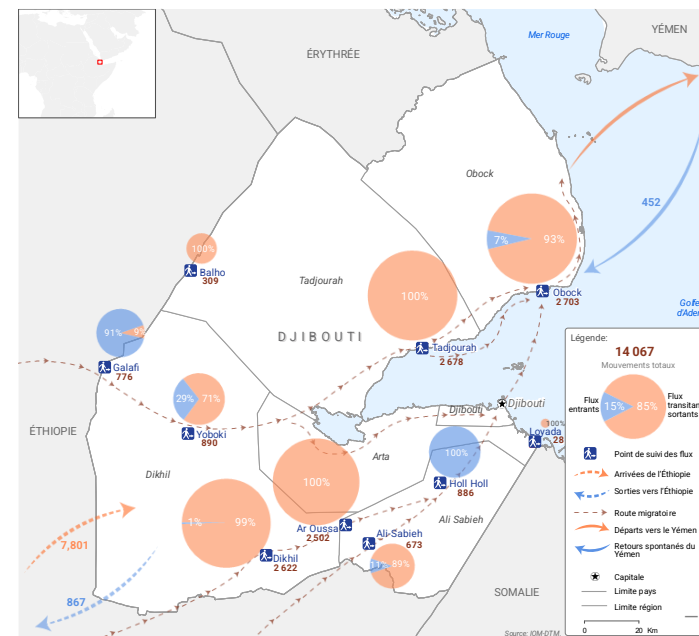 Mer Rouge
YÉMEN
ÉRYTHRÉE
Obock
452
7%
93%
100%
Balho
309
Tadjourah
100%
Obock
2 703
Golfe
d'Aden
91%
9%
DJIBOUTI
Tadjourah
2 678
Galafi
776
29%
71%
Yoboki
890
Djibouti
Djibouti
100%
Loyada
28
ÉTHIOPIE
Dikhil
Arta
100%
100%
Holl Holl
886
Ali Sabieh
1%
99%
Ar Oussa
2,502
Ali-Sabieh
673
11%
89%
Dikhil
2 622
7,801
867
SOMALIE
Source: IOM-DTM.
Légende:
14 067
Mouvements totaux
Flux
entrants
15%
85%
Flux
transitant
sortants
Point de suivi des flux
Arrivées de l'Éthiopie
Sorties vers l'Éthiopie
Route migratoire
Départs vers le Yémen
Retours spontanés du
Yémen
Capitale
Limite pays
Limite région
0 20 Km